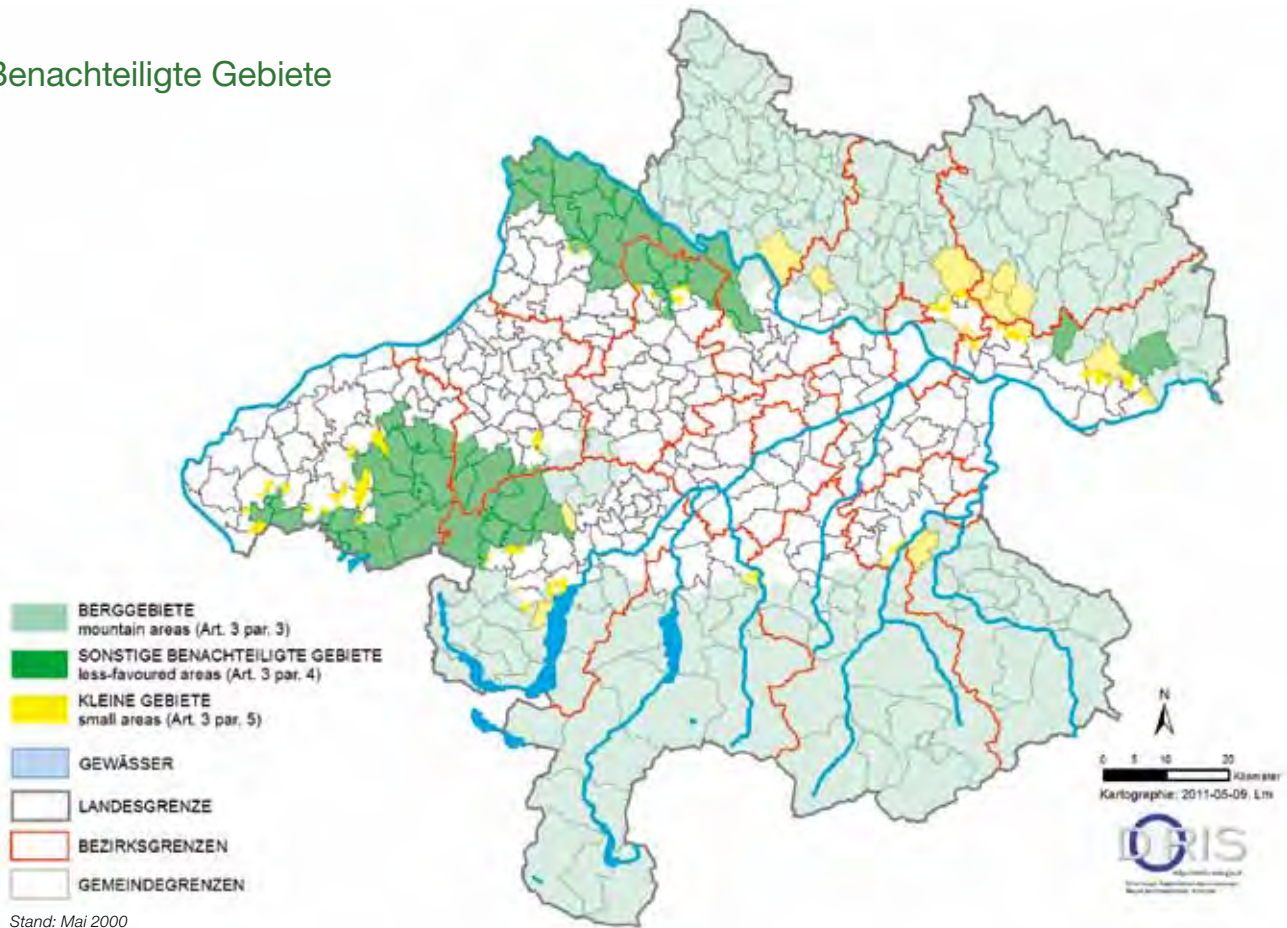 Benachteiligte Gebiete
BERGGEBIETE
mountain areas (Art. 3 par. 3)
SONSTIGE BENACHTEILIGTE GEBIETE
less-favoured areas (Art. 3 par. 4)
KLEINE GEBIETE
small areas (Art. 3 par. 5)
GEWÄSSER
LANDESGRENZE
BEZIRKSGRENZEN
GEMEINDEGRENZEN
Stand: Mai 2000
N
0 5 10 20
Kilometer
Kartographie: 2011-05-09, Lm
DORIS